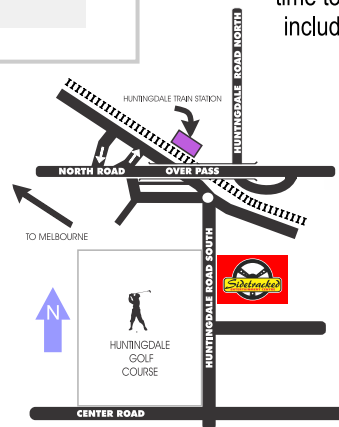 time to
includ
HUNTINGDALE ROAD NORTH
HUNTINGDALE TRAIN STATION
NORTH ROAD
OVER PASS
TO MELBOURNE
HUNTINGDALE ROAD SOUTH
Sidetracked
N
HUNTINGDALE
GOLF
COURSE
CENTER ROAD